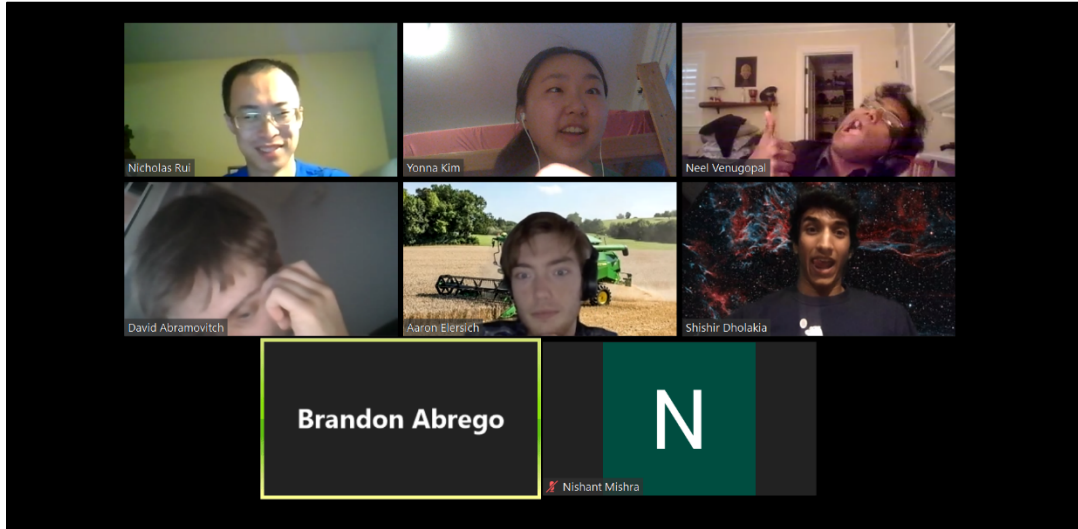 Nicholas Rui
Yonna Kim
Neel Venugopal
David Abramovitch
Aaron Elersich
Shishir Dholakia
Brandon Abrego
N
Nishant Mishra